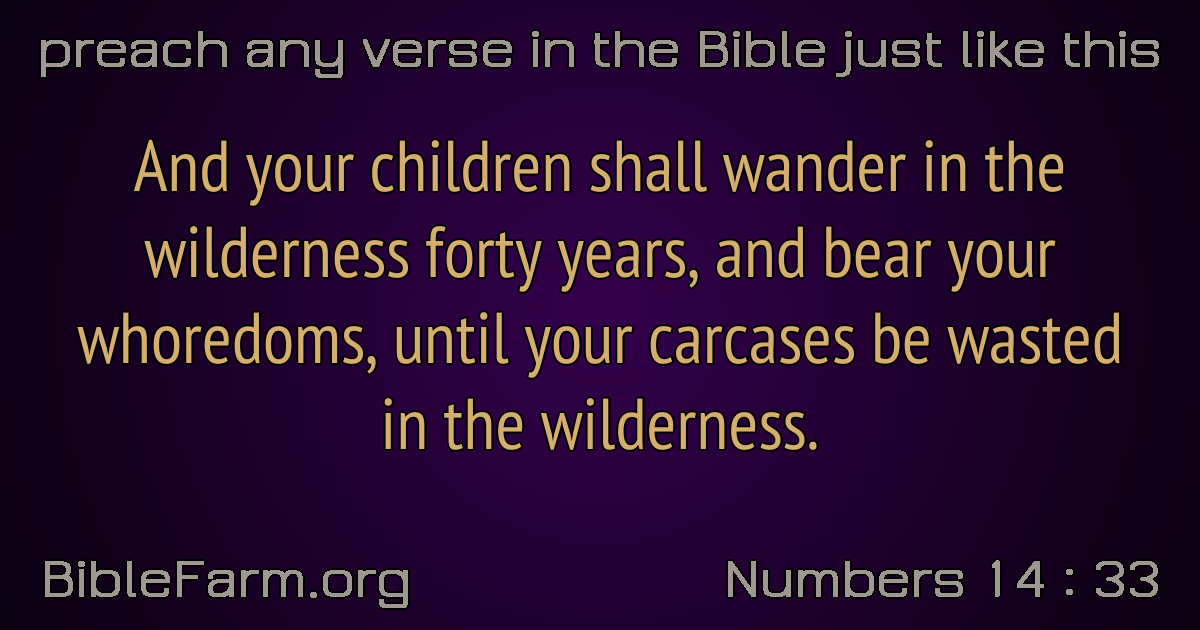 preach any verse in the Bible just like this
And your children shall wander in the
wilderness forty years, and bear your
whoredoms, until your carcases be wasted
in the wilderness.
BibleFarm.org
Numbers 14 : 33